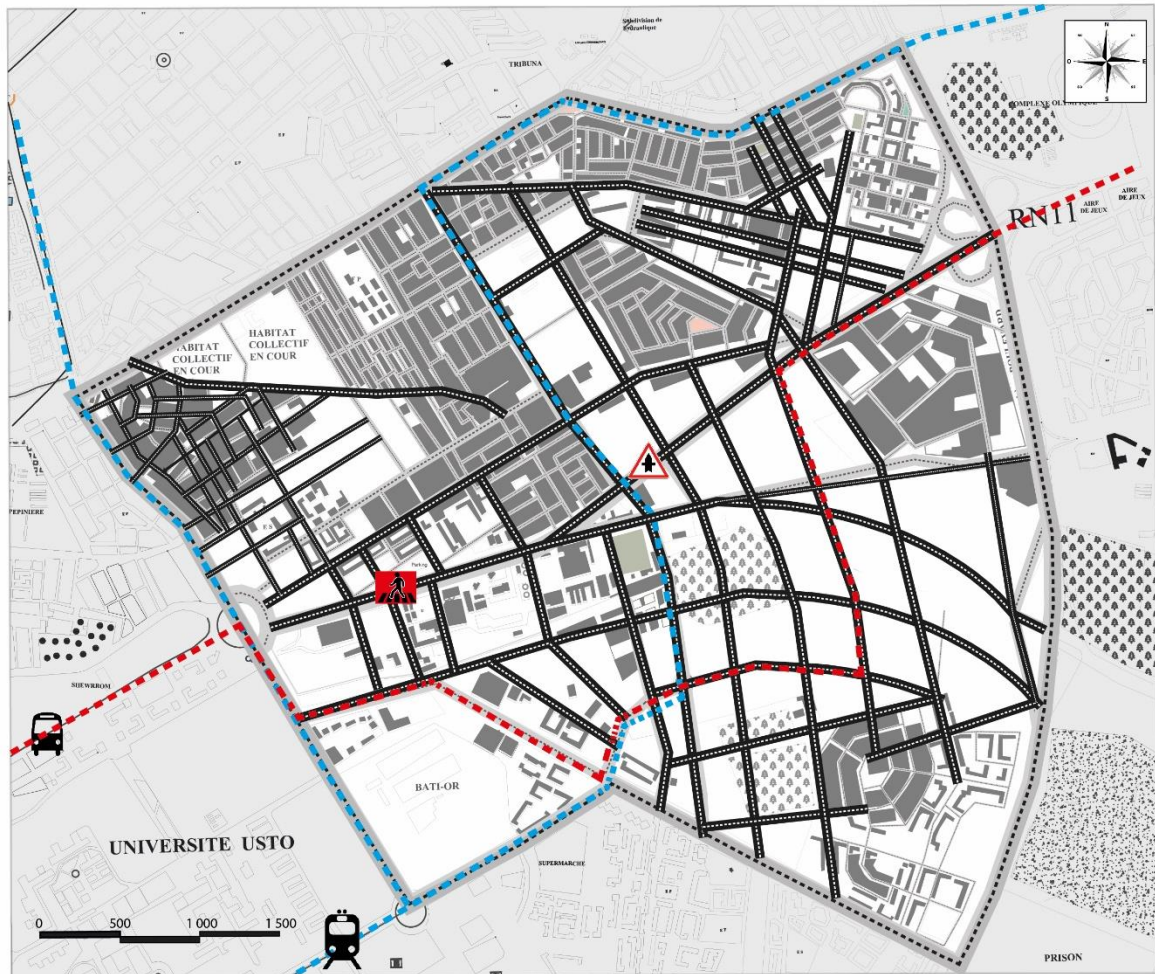 Subdivision de
hydraulique
TRIBUNA
N
O
E
S
COMPLEXE OLYMPIQUE
AIRE
DE JEUX
AIRE
DE JEUX
RN11
HABITAT
COLLECTIF
EN COUR
HABITAT
COLLECTIF
EN COUR
PEPINIERE
Parking
SHEWRROM
BATI-OR
UNIVERSITE USTO
SUPERMARCHE
0 500 1 000 1 500
PRISON